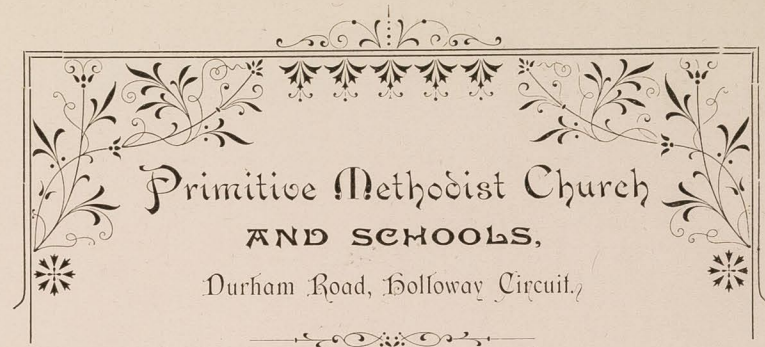 Primitive Methodist Church
AND SCHOOLS,
Durham Road, Holloway Circuit.